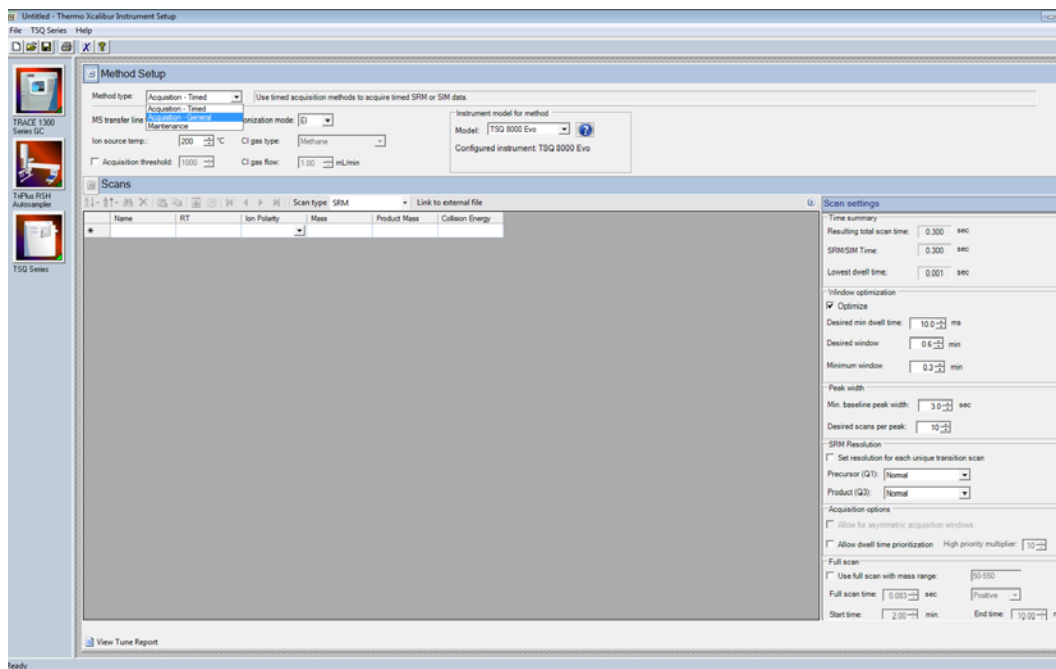 Untitled - Thermo Xcalibur Instrument Setup
File TSQ Series Help
Method Setup
Method type: Acquisition - Timed Use timed acquisition methods to acquire timed SRM or SIM data.
Acquisition - Timed
Acquisition - General
Maintenance
MS transfer line onization mode: EI
Ion source temp.: 200 °C CI gas type: Methane
Acquisition threshold: 1000 CI gas flow: 1.00 mL/min
Instrument model for method
Model: TSQ 8000 Evo
Configured instrument: TSQ 8000 Evo
TRACE 1300
Series GC
TriPlus RSH
Autosampler
TSQ Series
Scans
Scan type SRM Link to external file
Name RT Ion Polarity Mass Product Mass Collision Energy
Scan settings
Time summary
Resulting total scan time: 0.300 sec
SRM/SIM Time: 0.300 sec
Lowest dwell time: 0.001 sec
Window optimization
Optimize
Desired min dwell time: 10.0 ms
Desired window 0.6 min
Minimum window 0.3 min
Peak width
Min. baseline peak width: 3.0 sec
Desired scans per peak: 10
SRM Resolution
Set resolution for each unique transition scan
Precursor (Q1): Normal
Product (Q3): Normal
Acquisition options
Allow for asymmetric acquisition windows
Allow dwell time prioritization High priority multiplier: 10
Full scan
Use full scan with mass range: 50-550
Full scan time: 0.083 sec Positive
Start time: 2.00 min. End time: 10.00
View Tune Report
Ready